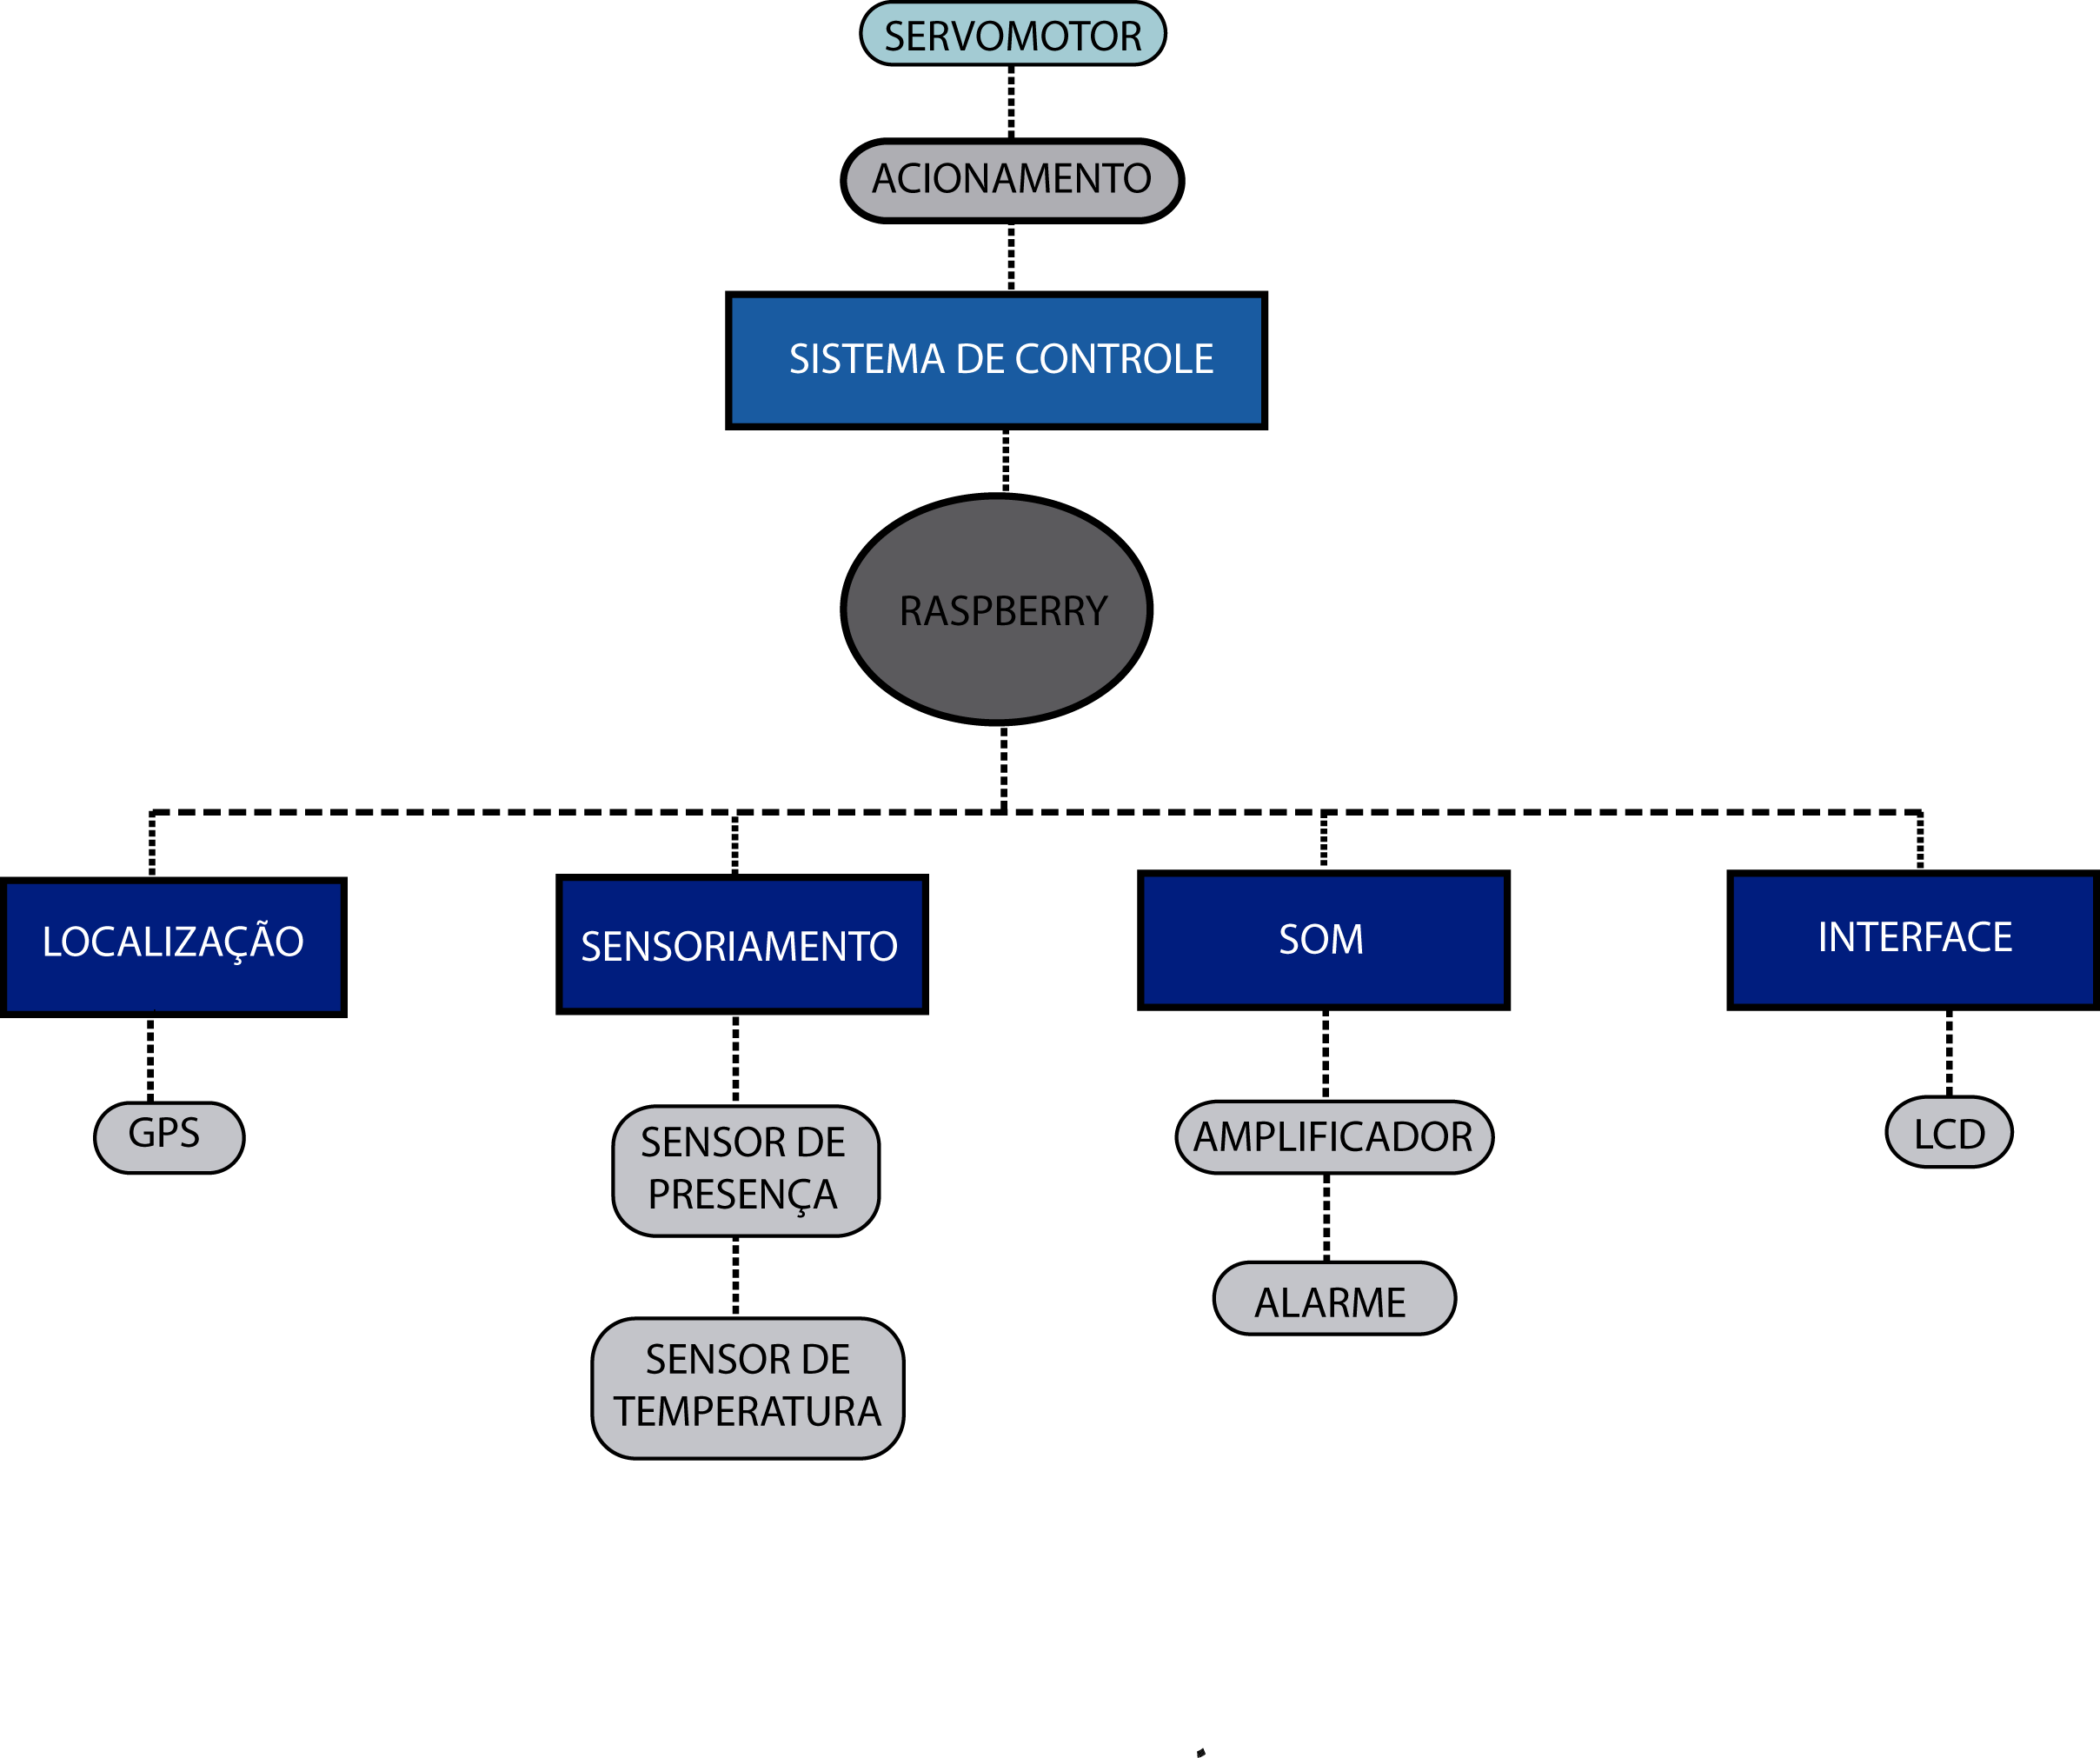 SERVOMOTOR
ACIONAMENTO
SISTEMA DE CONTROLE
RASPBERRY
LOCALIZAÇÃO
SENSORIAMENTO
SOM
INTERFACE
GPS
SENSOR DE
PRESENÇA
AMPLIFICADOR
LCD
ALARME
SENSOR DE
TEMPERATURA